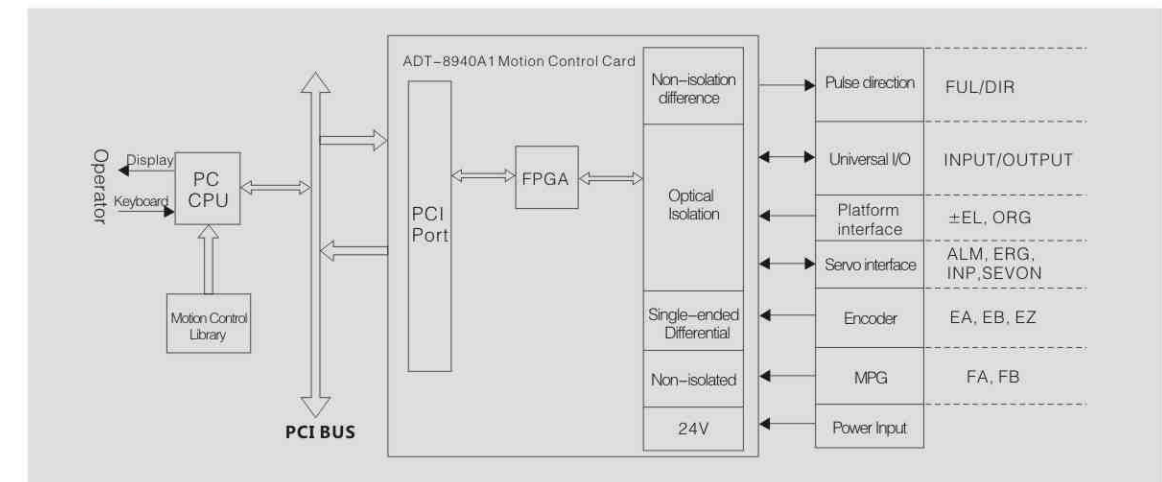 Operator
Display
Keyboard
PC
CPU
Motion Control
Library
PCI BUS
ADT-8940A1 Motion Control Card
PCI
Port
FPGA
Non-isolation
difference
Optical
Isolation
Single-ended
Differential
Non-isolated
24V
Pulse direction
FUL/DIR
Universal I/O
INPUT/OUTPUT
Platform
interface
±EL, ORG
Servo interface
ALM, ERG,
INP,SEVON
Encoder
EA, EB, EZ
MPG
FA, FB
Power Input